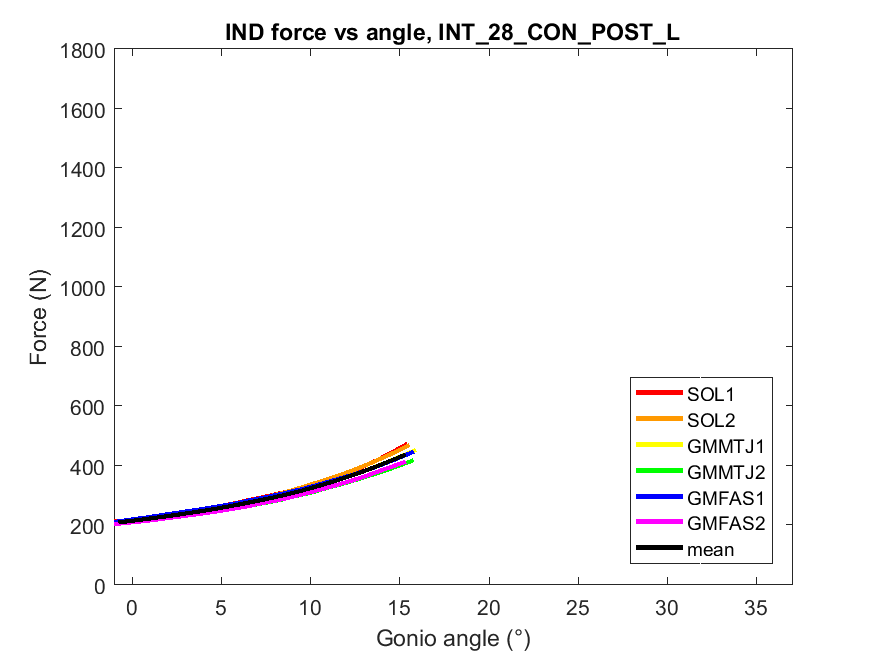 IND force vs angle, INT_28_CON_POST_L
1800
1600
1400
1200
1000
800
600
400
200
0
Force (N)
0 5 10 15 20 25 30 35
Gonio angle (°)
SOL1
SOL2
GMMTJ1
GMMTJ2
GMFAS1
GMFAS2
mean